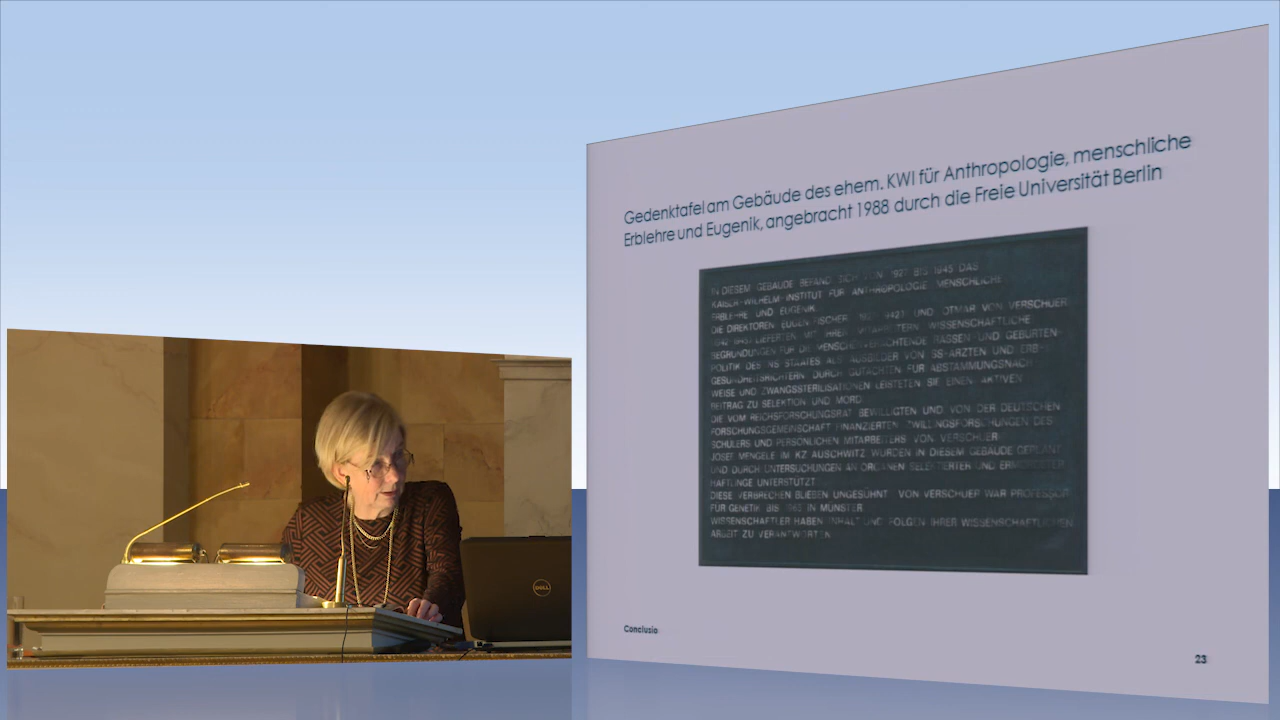 Gedenktafel am Gebäude des ehem. KWI für Anthropologie, menschliche
Erblehre und Eugenik, angebracht 1988 durch die Freie Universität Berlin
IN DIESEM GEBÄUDE BEFAND SICH VON 1927 BIS 1945 DAS
KAISER-WILHELM-INSTITUT FÜR ANTHROPOLOGIE MENSCHLICHE
ERBLEHRE UND EUGENIK.
DIE DIREKTOREN EUGEN FISCHER 1927 1942) UND OTMAR VON VERSCHUER
LIEFERTEN MIT IHREN MITARBEITERN WISSENSCHAFTLICHE
BEGRÜNDUNGEN FÜR DIE MENSCHENVERACHTENDE RASSEN UND GEBURTEN-
POLITIK DES NS STAATES ALS AUSBILDER VON SS-ÄRZTEN UND ERB-
GESUNDHEITSRICHTERN DURCH GUTACHTEN FÜR ABSTAMMUNGSNACH-
WEISE UND ZWANGSSTERILISATIONEN LEISTETEN SIE EINEN AKTIVEN
BEITRAG ZU SELEKTION UND MORD
DIE VOM REICHSFORSCHUNGSRAT BEWILLIGTEN UND VON DER DEUTSCHEN
FORSCHUNGSGEMEINSCHAFT FINANZIERTEN ZWILLINGSFORSCHUNGEN DES
SCHÜLERS UND PERSÖNLICHEN MITARBEITERS VON VERSCHUER
JOSEF MENGELE IM KZ AUSCHWITZ WURDEN IN DIESEM GEBÄUDE GEPLANT
UND DURCH UNTERSUCHUNGEN AN ORGANEN SELEKTIERTER UND ERMORDETER
HÄFTLINGE UNTERSTÜTZT
DIESE VERBRECHEN BLIEBEN UNGESÜHNT VON VERSCHUER WAR PROFESSOR
FÜR GENETIK BIS 1965 IN MÜNSTER
WISSENSCHAFTLER HABEN INHALT UND FOLGEN IHRER WISSENSCHAFTLICHEN
ARBEIT ZU VERANTWORTEN
Conclusio
23
DELL